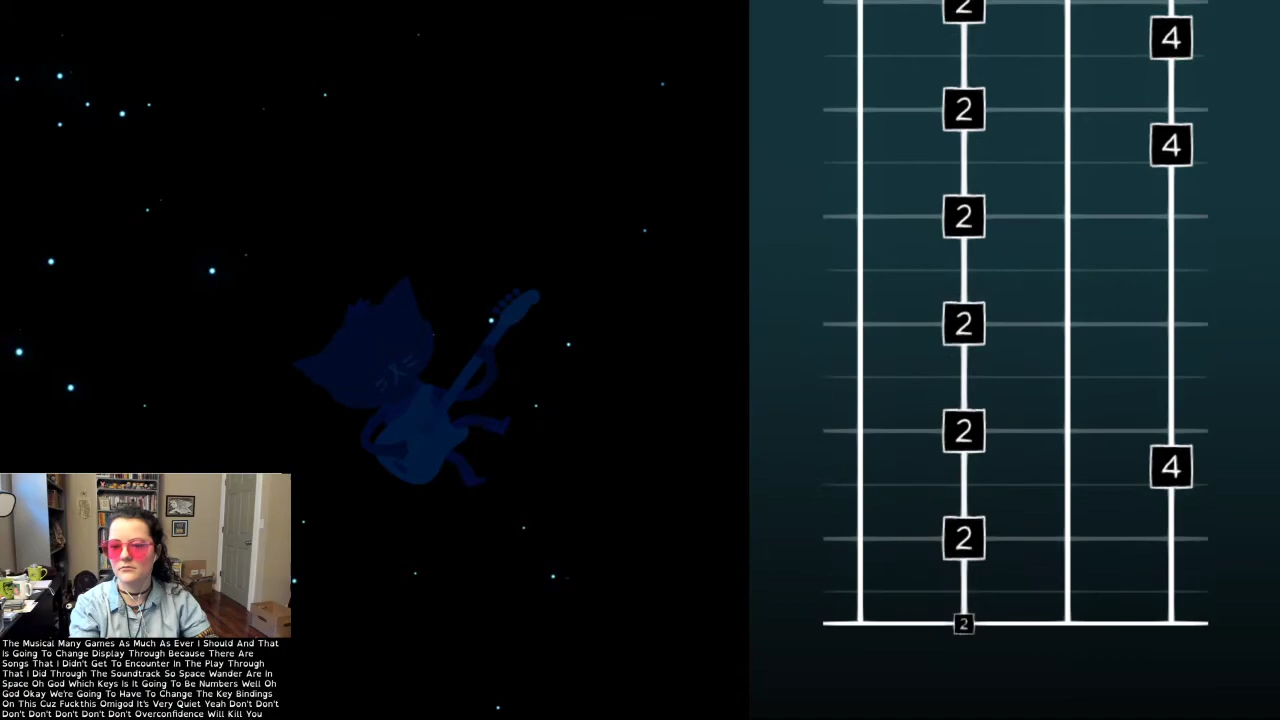 2
4
2
4
2
2
2
4
2
2
The Musical Many Games As Much As Ever I Should And That
Is Going To Change Display Through Because There Are
Songs That I Didn't Get To Encounter In The Play Through
That I Did Through The Soundtrack So Space Wander Are In
Space Oh God Which Keys Is It Going To Be Numbers Well Oh
God Okay We're Going To Have To Change The Key Bindings
On This Cuz Fuckthis Omigod It's Very Quiet Yeah Don't Don't
Don't Don't Don't Don't Don't Overconfidence Will Kill You